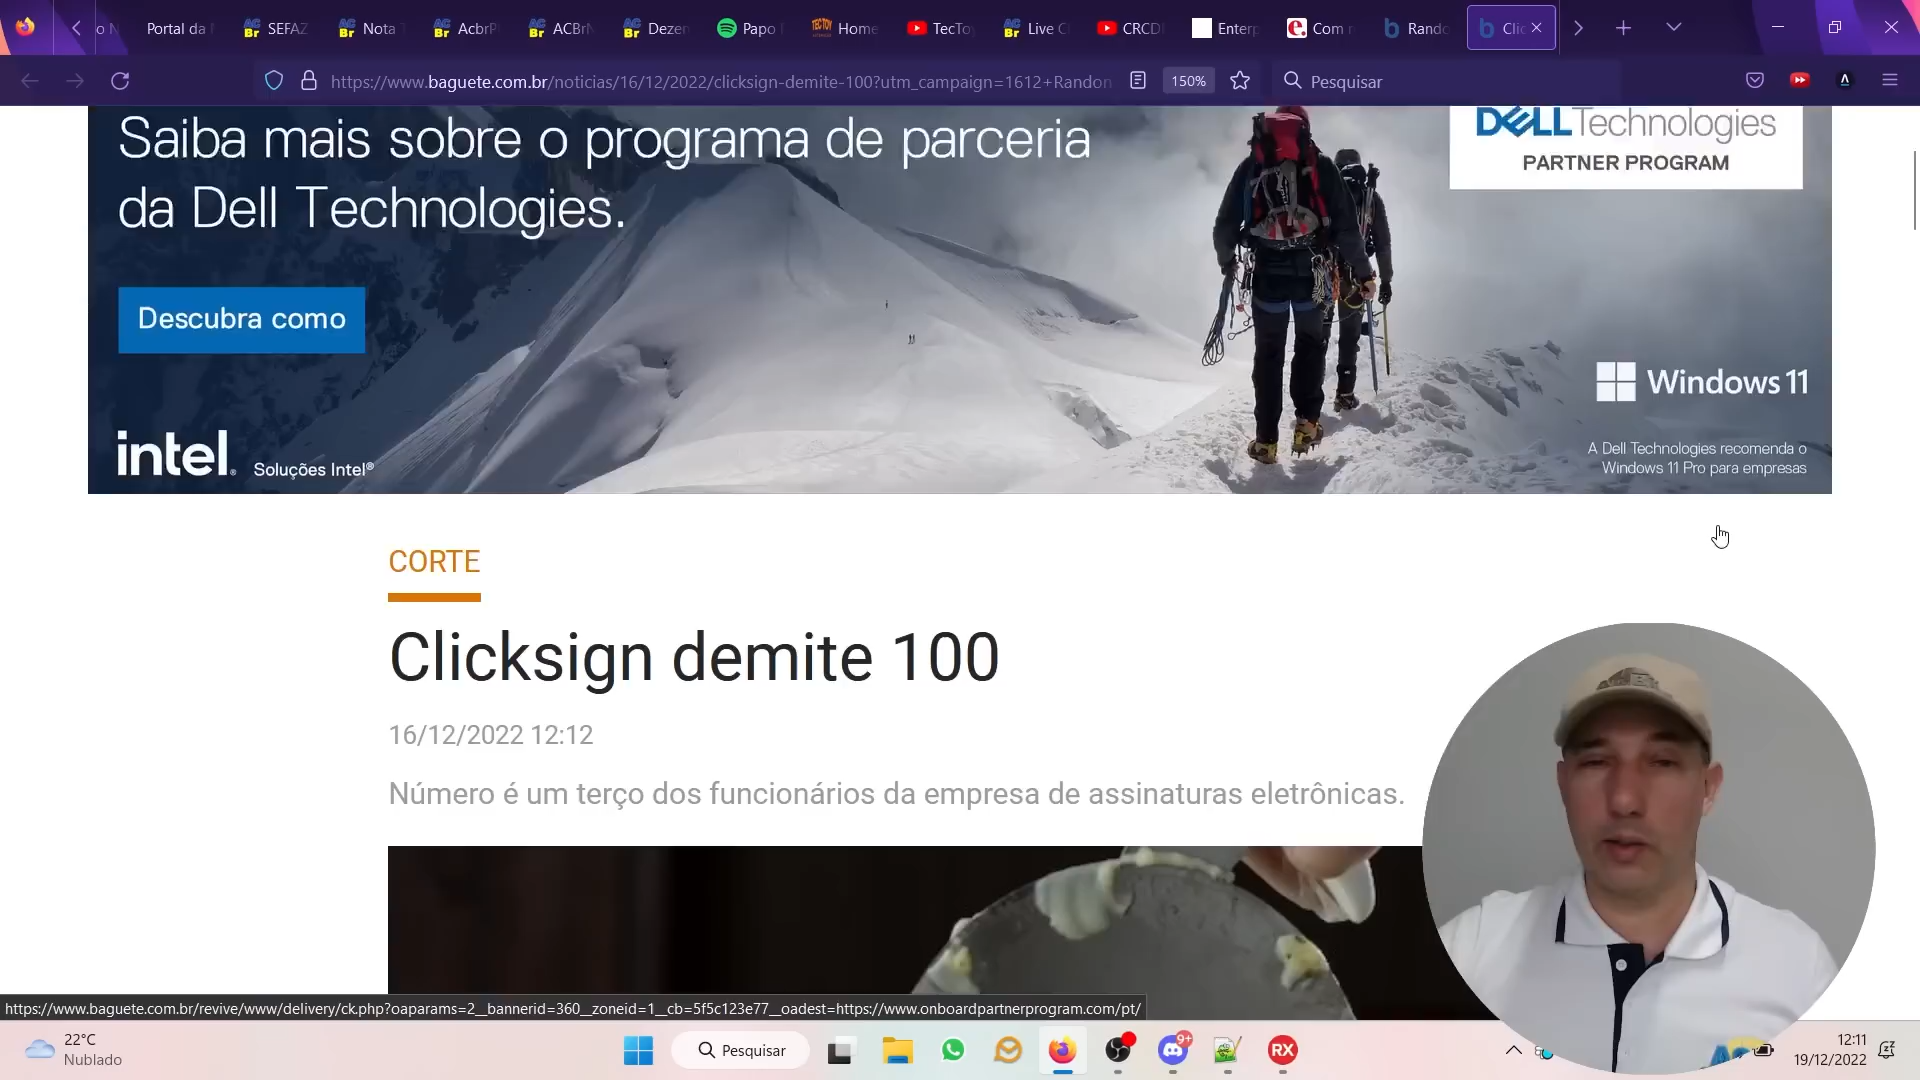 o N
Portal da N
SEFAZ
Nota T
AcbrP
ACBrN
Dezen
Papo
Home
TecToy
Live C
CRCDI
Enterp
Com r
Rando
Clic
https://www.baguete.com.br/noticias/16/12/2022/clicksign-demite-100?utm_campaign=1612+Randon
150%
Pesquisar
Saiba mais sobre o programa de parceria
da Dell Technologies.
DELL Technologies
PARTNER PROGRAM
Descubra como
Windows 11
intel. Soluções Intel®
A Dell Technologies recomenda o
Windows 11 Pro para empresas
CORTE
Clicksign demite 100
16/12/2022 12:12
Número é um terço dos funcionários da empresa de assinaturas eletrônicas.
https://www.baguete.com.br/revive/www/delivery/ck.php?oaparams=2__bannerid=360__zoneid=1__cb=5f5c123e77__oadest=https://www.onboardpartnerprogram.com/pt/
22°C
Nublado
Pesquisar
9+
RX
12:11
19/12/2022